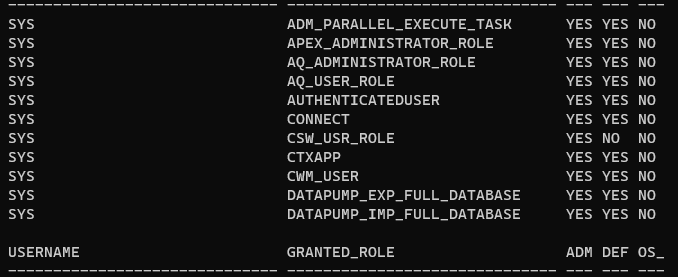 ------------------------------ ------------------------------ --- --- ---
SYS                            ADM_PARALLEL_EXECUTE_TASK      YES YES NO
SYS                            APEX_ADMINISTRATOR_ROLE        YES YES NO
SYS                            AQ_ADMINISTRATOR_ROLE          YES YES NO
SYS                            AQ_USER_ROLE                   YES YES NO
SYS                            AUTHENTICATEDUSER              YES YES NO
SYS                            CONNECT                        YES YES NO
SYS                            CSW_USR_ROLE                   YES NO  NO
SYS                            CTXAPP                         YES YES NO
SYS                            CWM_USER                       YES YES NO
SYS                            DATAPUMP_EXP_FULL_DATABASE     YES YES NO
SYS                            DATAPUMP_IMP_FULL_DATABASE     YES YES NO

USERNAME                       GRANTED_ROLE                   ADM DEF OS_
------------------------------ ------------------------------ --- --- ---